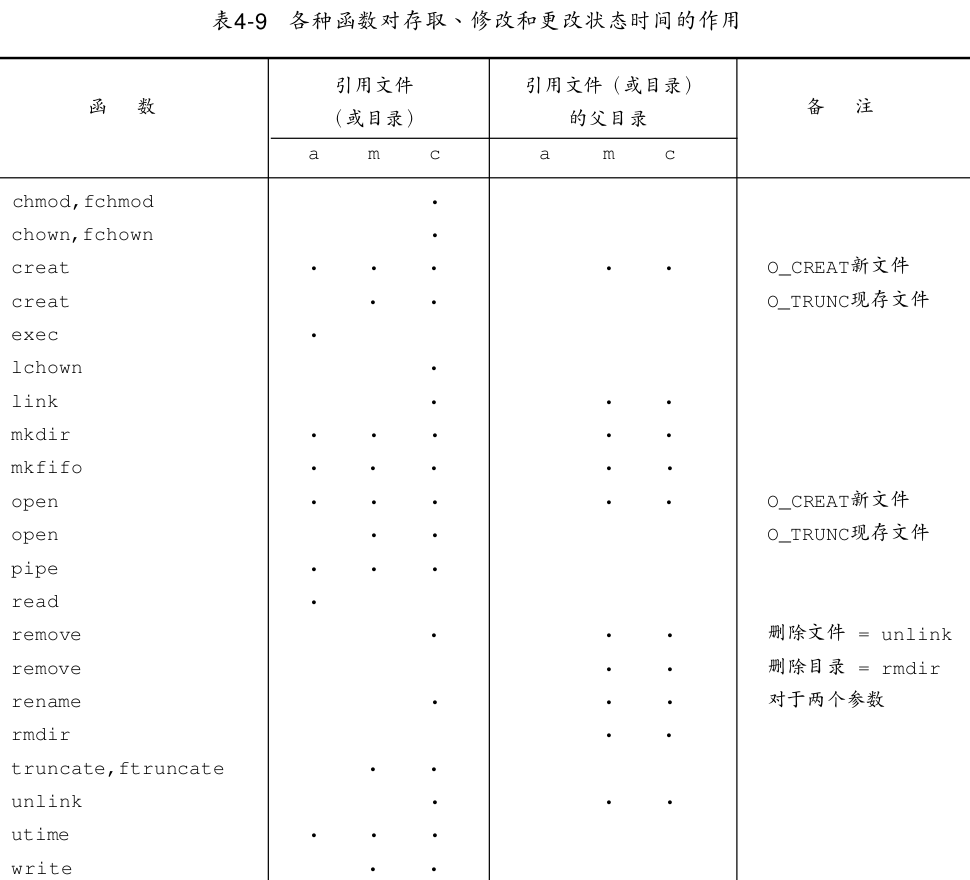 表4-9 各种函数对存取、修改和更改状态时间的作用
函 数 引用文件（或目录） 引用文件（或目录）的父目录 备 注
a m c a m c
chmod,fchmod •
chown,fchown •
creat • • • • • O_CREAT新文件
creat • • O_TRUNC现存文件
exec •
lchown •
link • • •
mkdir • • • • •
mkfifo • • • • •
open • • • • • O_CREAT新文件
open • • O_TRUNC现存文件
pipe • • •
read •
remove • • • 删除文件 = unlink
remove • • 删除目录 = rmdir
rename • • • 对于两个参数
rmdir • •
truncate,ftruncate • •
unlink • • •
utime • • •
write • •